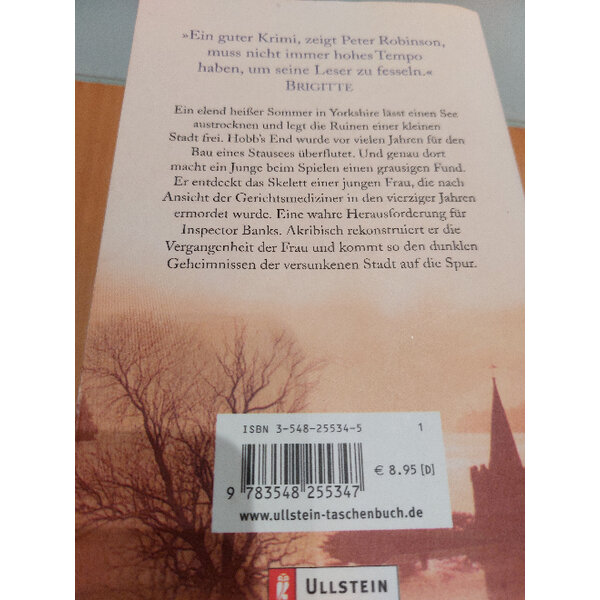 »Ein guter Krimi, zeigt Peter Robinson,
muss nicht immer hohes Tempo
haben, um seine Leser zu fesseln.«
BRIGITTE
Ein elend heißer Sommer in Yorkshire lässt einen See
austrocknen und legt die Ruinen einer kleinen
Stadt frei. Hobb's End wurde vor vielen Jahren für den
Bau eines Stausees überflutet. Und genau dort
macht ein Junge beim Spielen einen grausigen Fund.
Er entdeckt das Skelett einer jungen Frau, die nach
Ansicht der Gerichtsmediziner in den vierziger Jahren
ermordet wurde. Eine wahre Herausforderung für
Inspector Banks. Akribisch rekonstruiert er die
Vergangenheit der Frau und kommt so den dunklen
Geheimnissen der versunkenen Stadt auf die Spur.
ISBN 3-548-25534-5 1
€ 8.95 [D]
9 783548 255347
www.ullstein-taschenbuch.de
ULLSTEIN